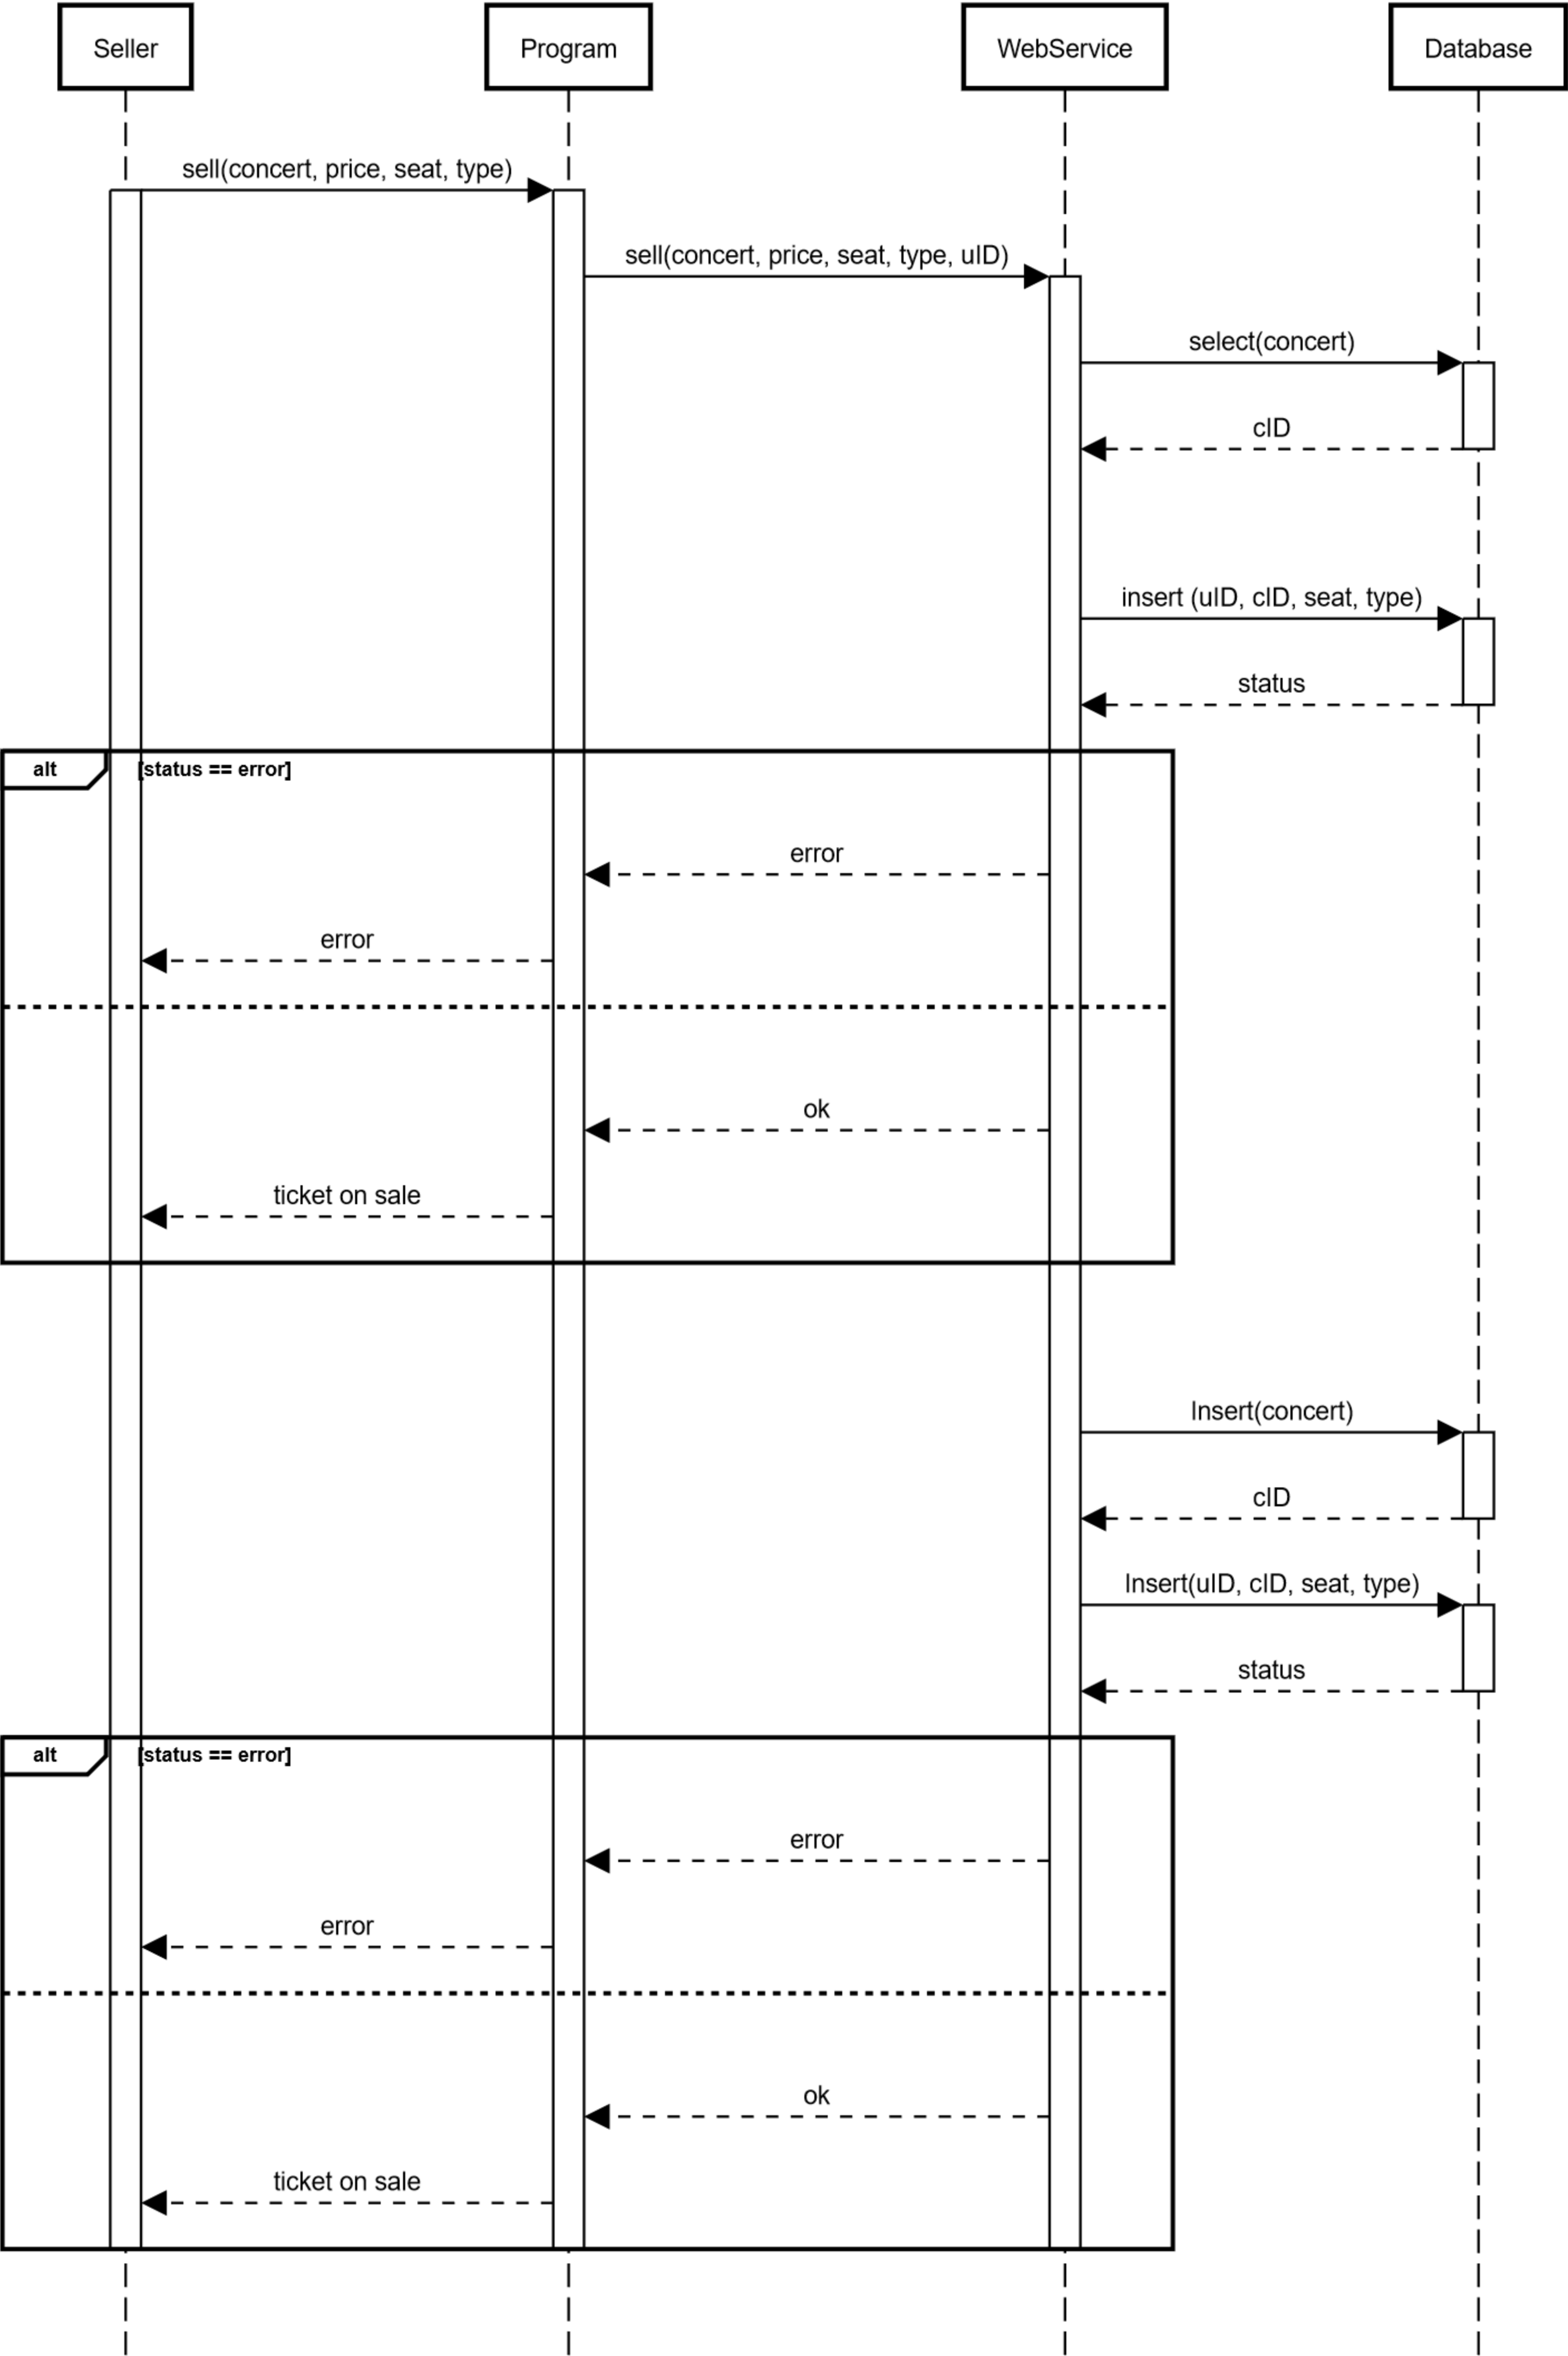 Seller
Program
WebService
Database
sell(concert, price, seat, type)
sell(concert, price, seat, type, uID)
select(concert)
cID
insert (uID, cID, seat, type)
status
alt
[status == error]
error
error
ok
ticket on sale
Insert(concert)
cID
Insert(uID, cID, seat, type)
status
alt
[status == error]
error
error
ok
ticket on sale